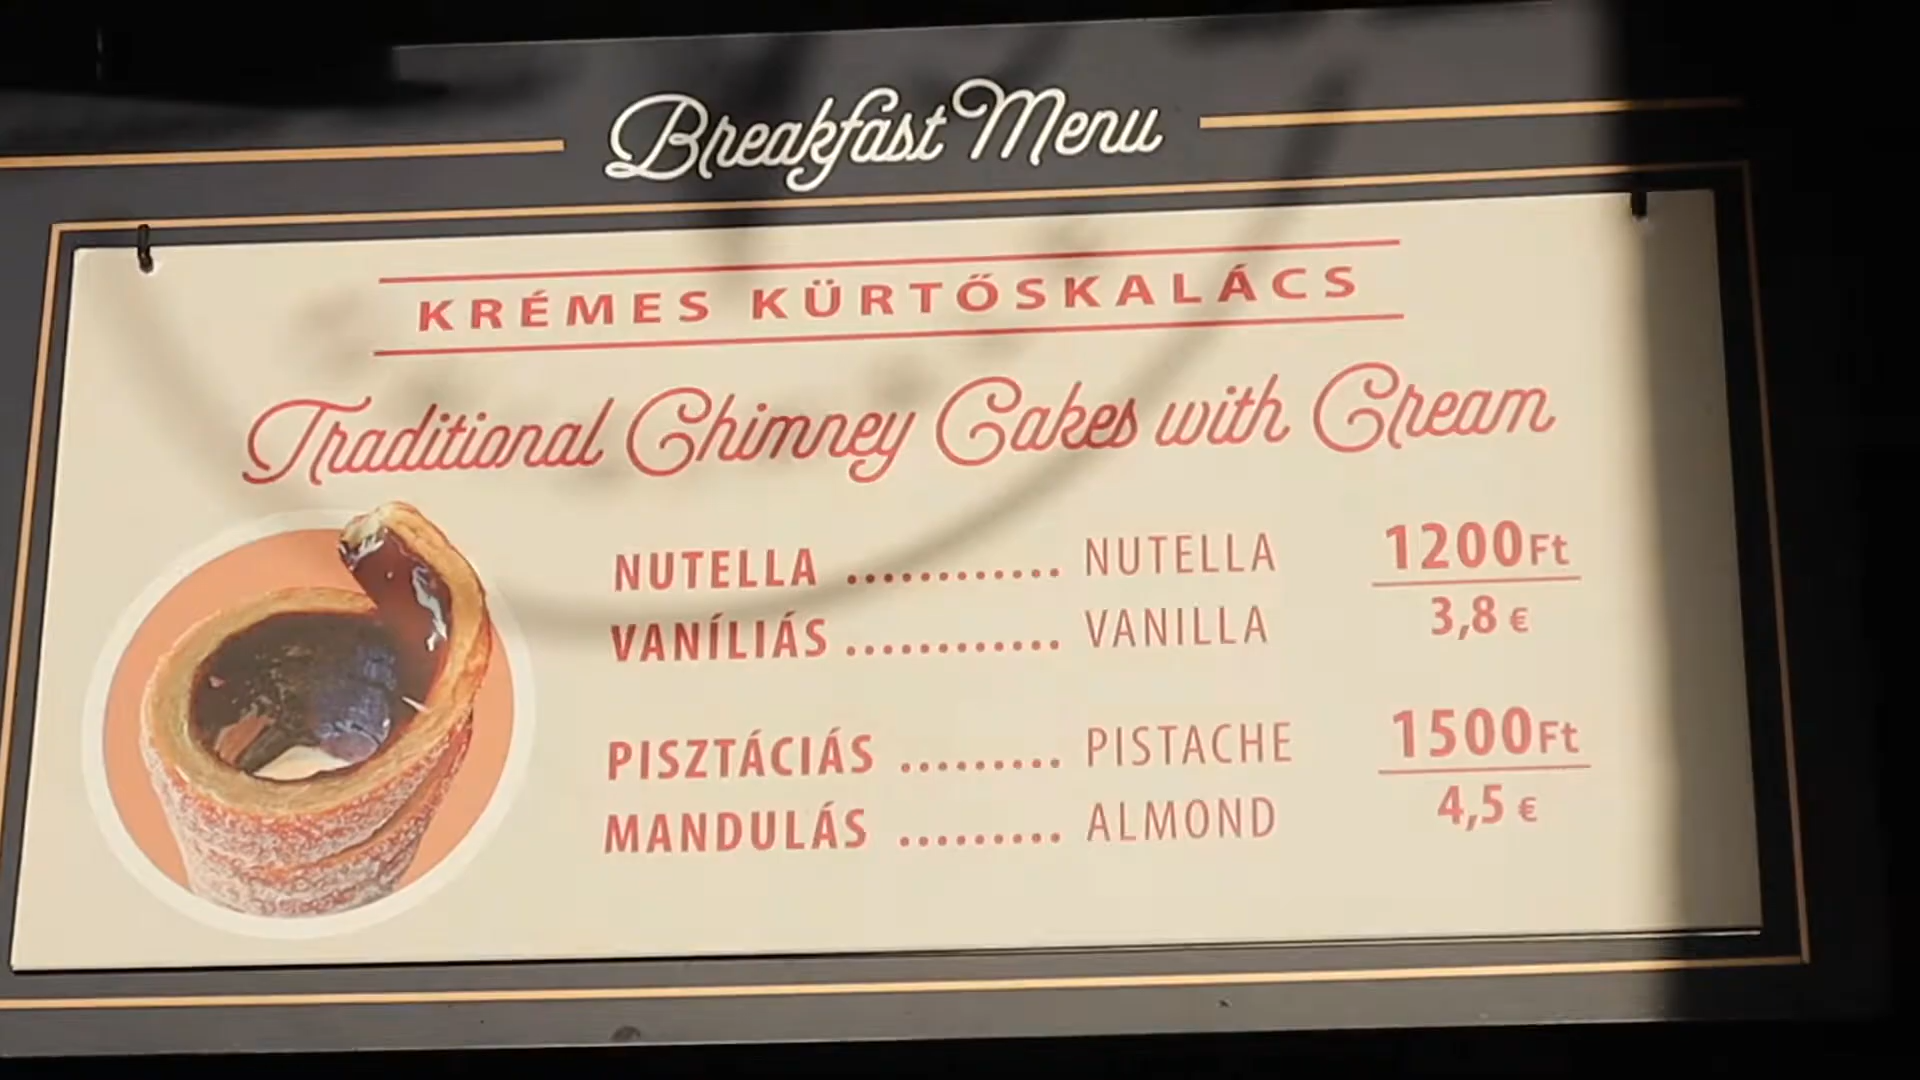 Breakfast Menu
KRÉMES KÜRTŐSKALÁCS
Traditional Chimney Cakes with Cream
NUTELLA ............ NUTELLA 1200Ft
VANÍLIÁS ............ VANILLA 3,8 €
PISZTÁCIÁS ......... PISTACHE 1500Ft
MANDULÁS ......... ALMOND 4,5 €